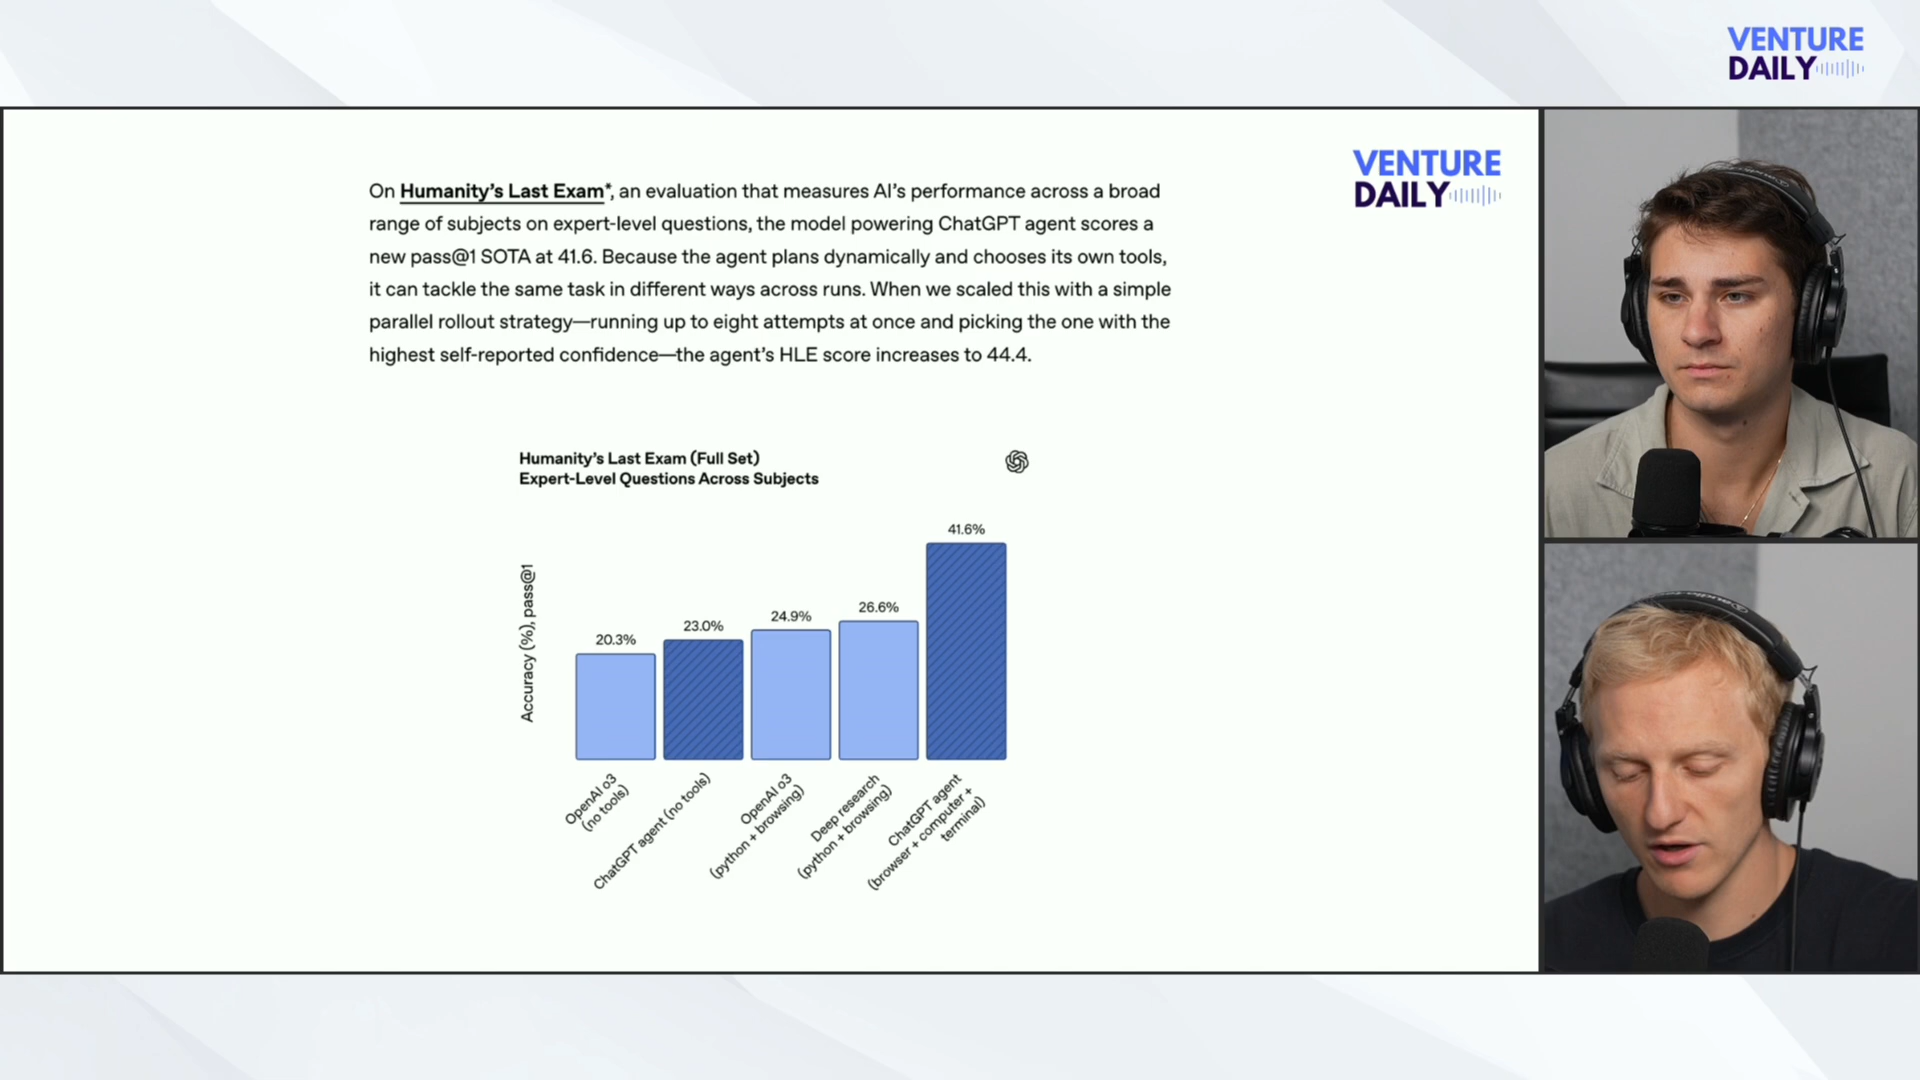 VENTURE
DAILY
VENTURE
DAILY
On Humanity’s Last Exam*, an evaluation that measures AI’s performance across a broad
range of subjects on expert-level questions, the model powering ChatGPT agent scores a
new pass@1 SOTA at 41.6. Because the agent plans dynamically and chooses its own tools,
it can tackle the same task in different ways across runs. When we scaled this with a simple
parallel rollout strategy—running up to eight attempts at once and picking the one with the
highest self-reported confidence—the agent’s HLE score increases to 44.4.
Humanity’s Last Exam (Full Set)
Expert-Level Questions Across Subjects
Accuracy (%), pass@1
20.3%
23.0%
24.9%
26.6%
41.6%
OpenAI o3
(no tools)
ChatGPT agent (no tools)
OpenAI o3
(python + browsing)
Deep research
(python + browsing)
ChatGPT agent
(browser + computer +
terminal)